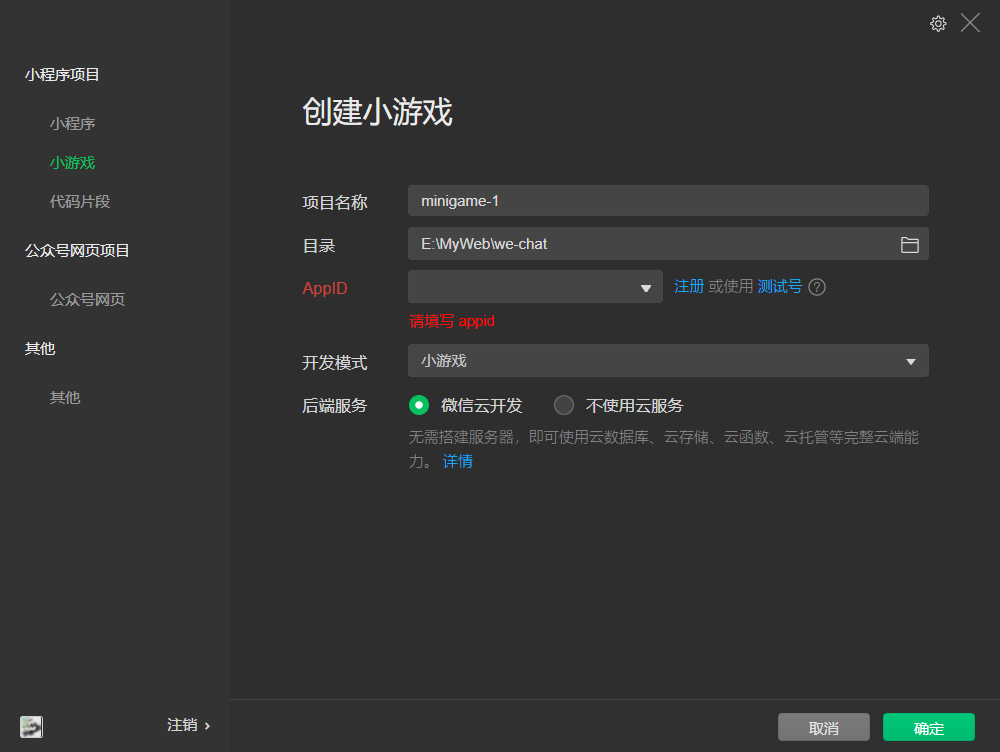 小程序项目
小程序
小游戏
代码片段
公众号网页项目
公众号网页
其他
其他
注销
创建小游戏
项目名称 minigame-1
目录 E:\MyWeb\we-chat
AppID 注册 或使用 测试号 ?
请填写 appid
开发模式 小游戏
后端服务 微信云开发 不使用云服务
无需搭建服务器，即可使用云数据库、云存储、云函数、云托管等完整云端能
力。 详情
取消 确定